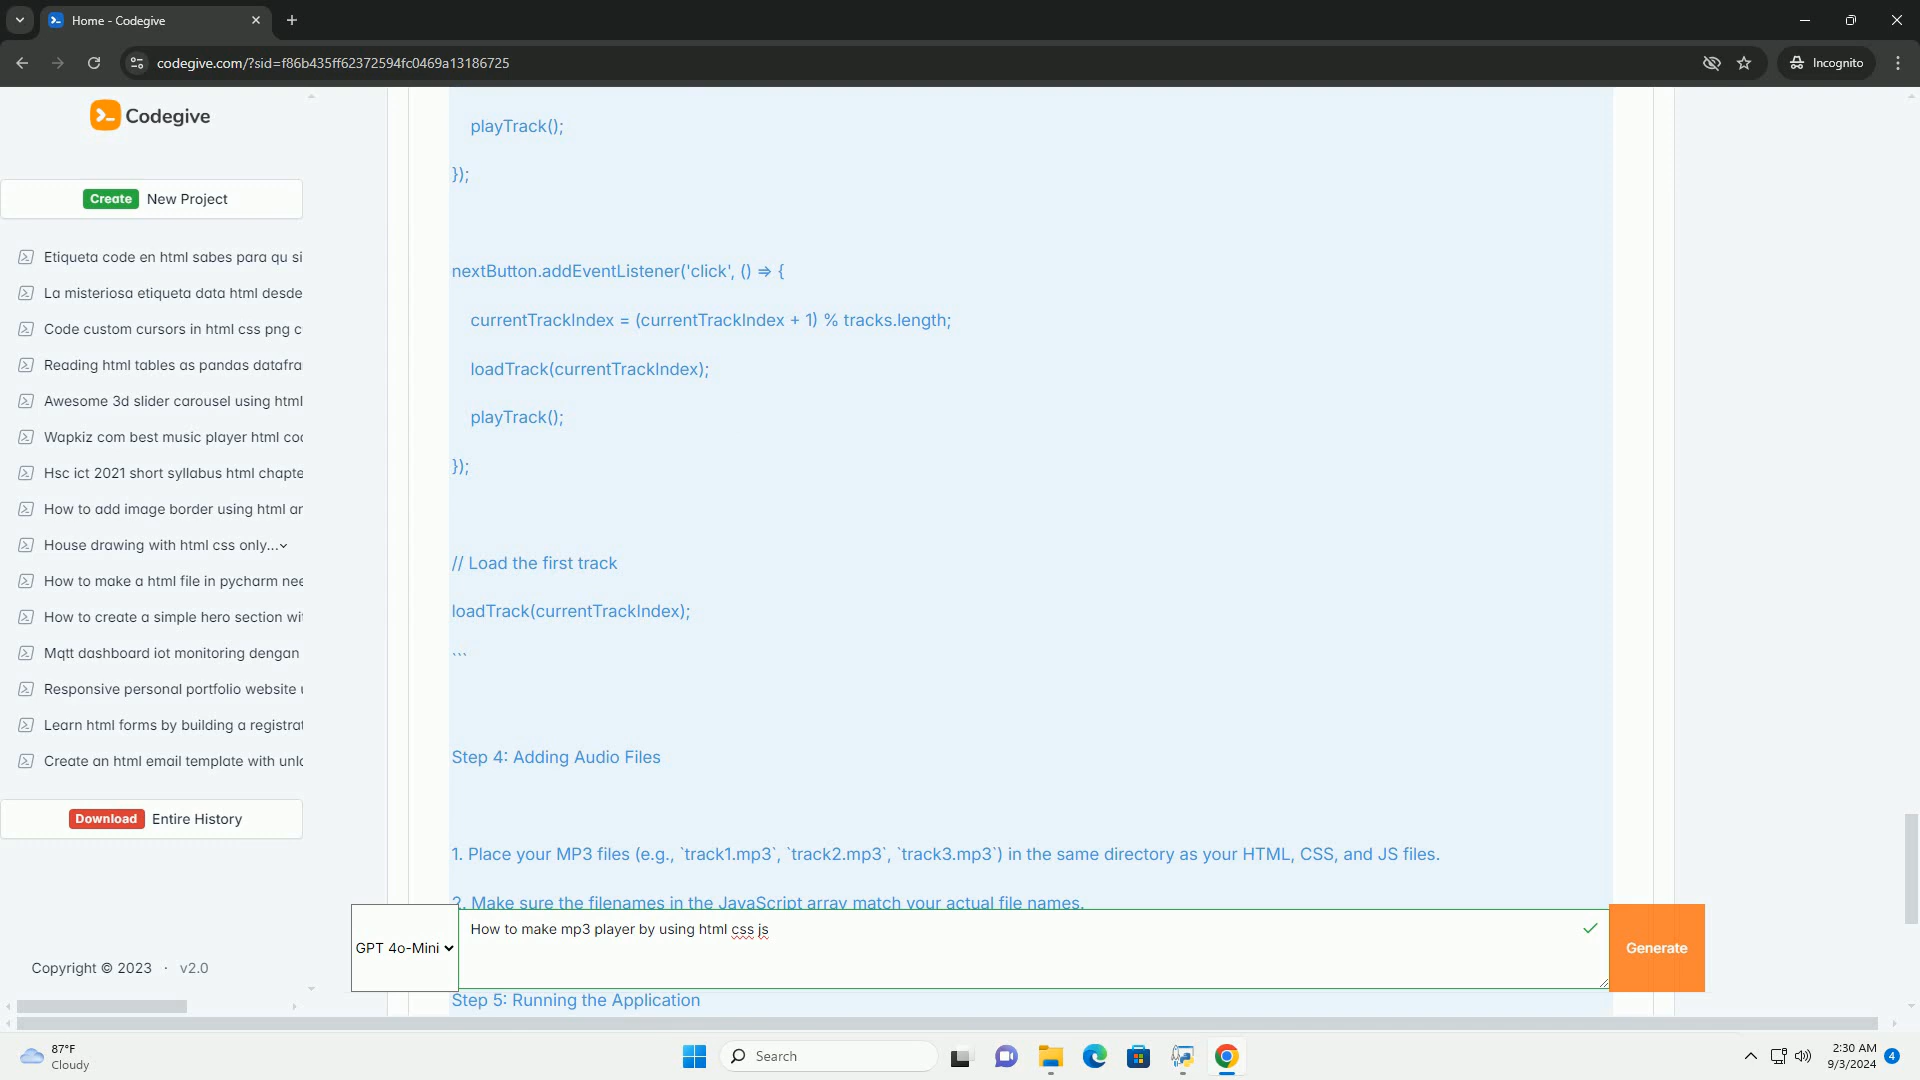 Home - Codegive
codegive.com/?sid=f86b435ff62372594fc0469a13186725
Incognito
Codegive
Create New Project
Etiqueta code en html sabes para qu si
La misteriosa etiqueta data html desde
Code custom cursors in html css png c
Reading html tables as pandas datafra
Awesome 3d slider carousel using html
Wapkiz com best music player html co
Hsc ict 2021 short syllabus html chapte
How to add image border using html ar
House drawing with html css only...
How to make a html file in pycharm nee
How to create a simple hero section wi
Mqtt dashboard iot monitoring dengan
Responsive personal portfolio website u
Learn html forms by building a registrat
Create an html email template with unlo
Download Entire History
Copyright © 2023 · v2.0
playTrack();
});
nextButton.addEventListener('click', () => {
currentTrackIndex = (currentTrackIndex + 1) % tracks.length;
loadTrack(currentTrackIndex);
playTrack();
});
// Load the first track
loadTrack(currentTrackIndex);
```
Step 4: Adding Audio Files
1. Place your MP3 files (e.g., `track1.mp3`, `track2.mp3`, `track3.mp3`) in the same directory as your HTML, CSS, and JS files.
2. Make sure the filenames in the JavaScript array match your actual file names.
GPT 4o-Mini
How to make mp3 player by using html css js
Generate
Step 5: Running the Application
87°F
Cloudy
Search
2:30 AM
9/3/2024
4